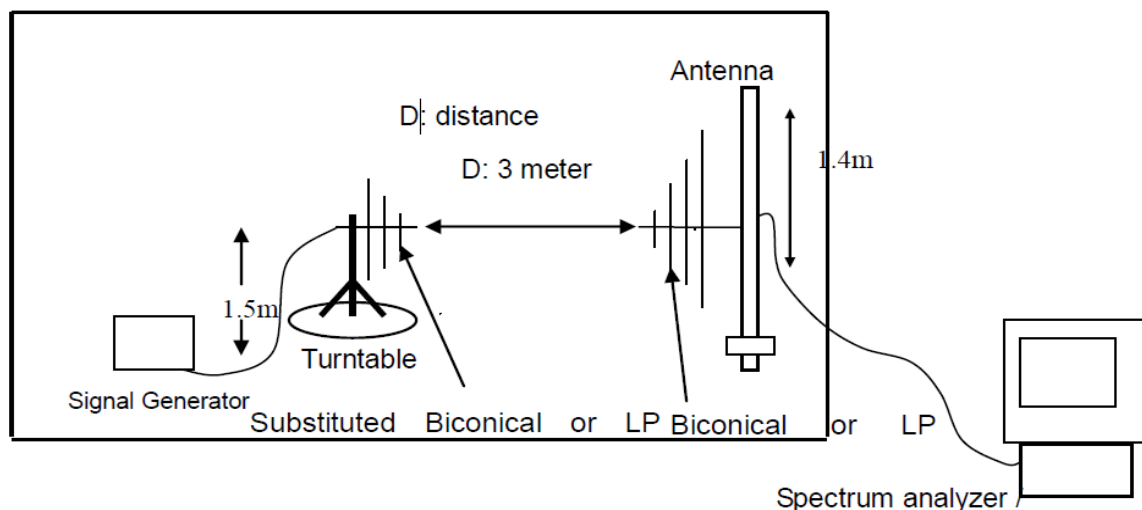 Antenna
D: distance
D: 3 meter
1.4m
1.5m
Turntable
Signal Generator
Substituted Biconical or LP Biconical or LP
Spectrum analyzer /